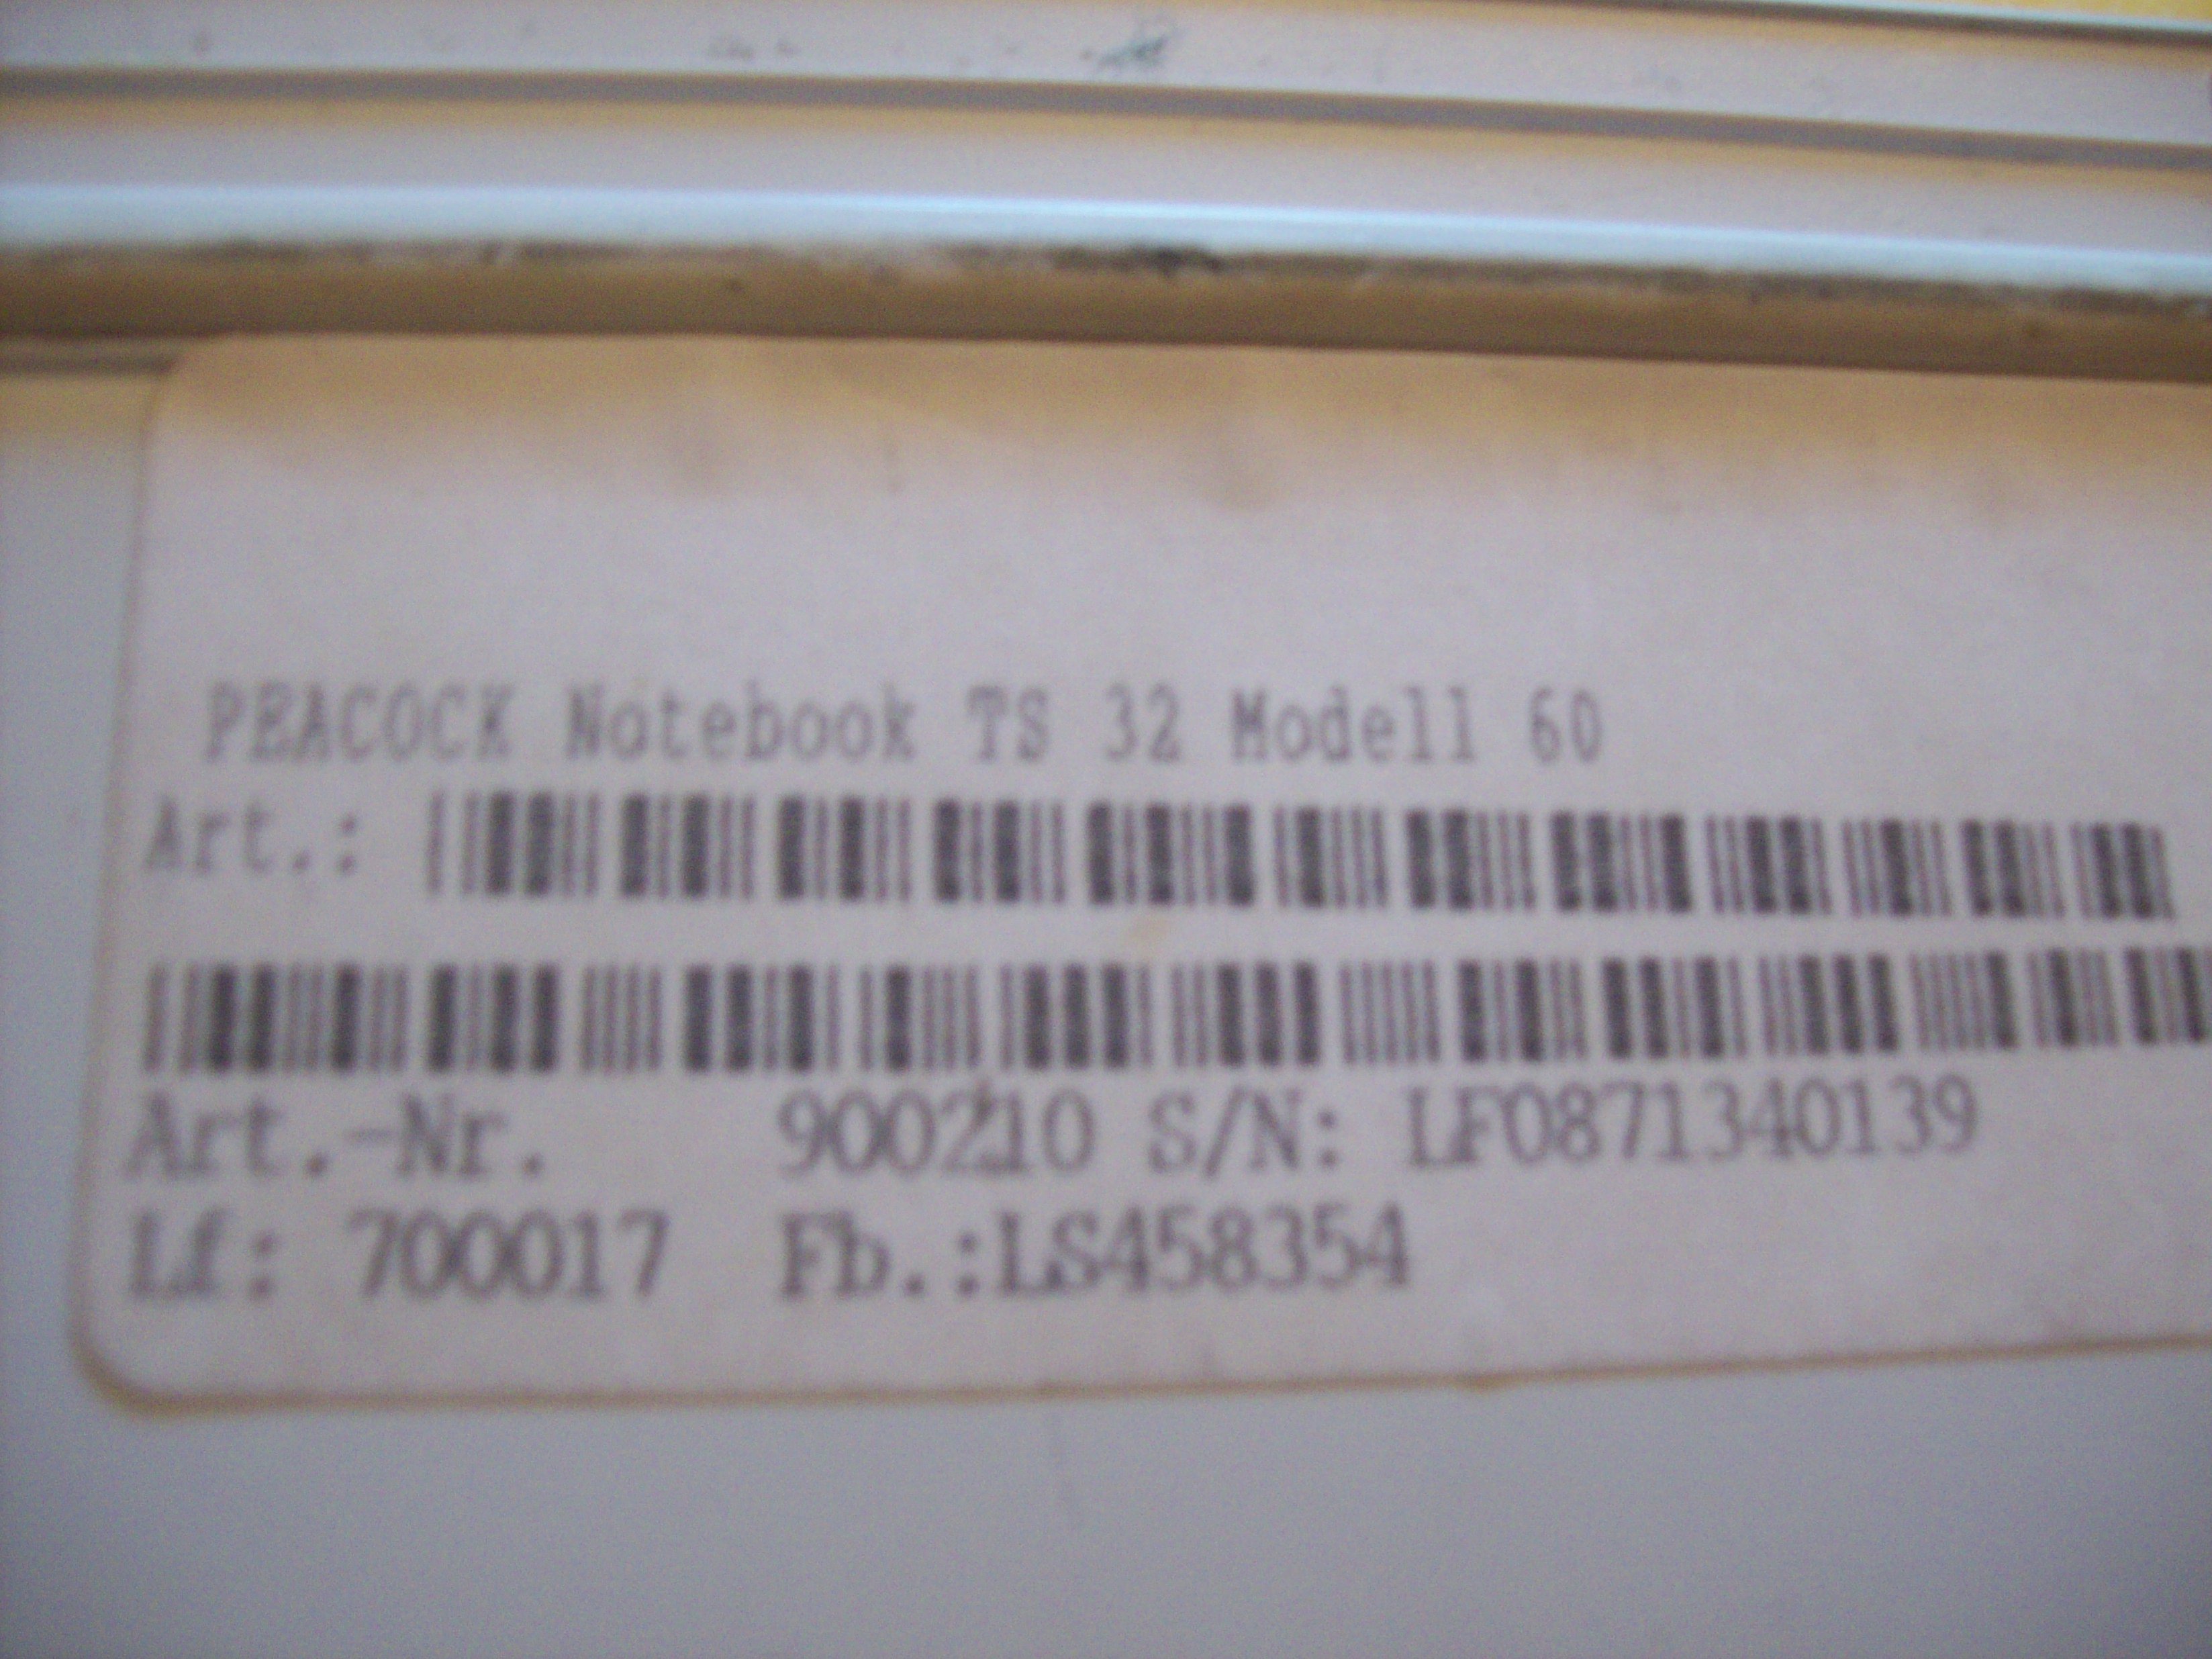 PEACOCK Notebook TS 32 Modell 60
Art.:
Art.-Nr. 900210 S/N: LF0871340139
Lf: 700017 Fb.:LS458354